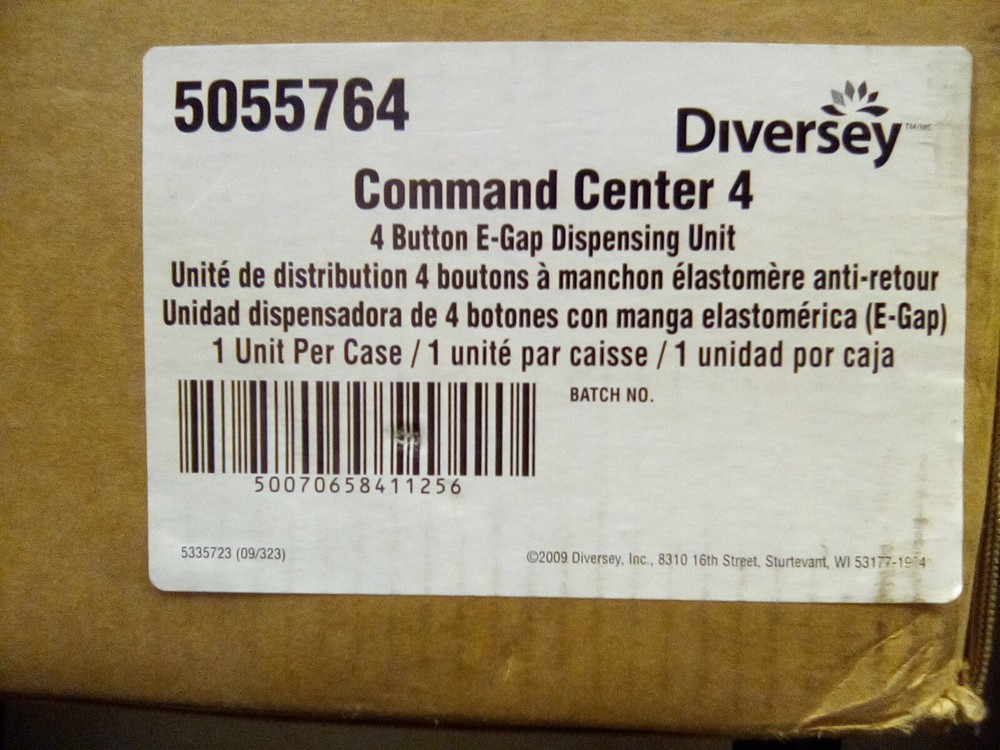 5055764
Diversey
TM/MC
Command Center 4
4 Button E-Gap Dispensing Unit
Unité de distribution 4 boutons à manchon élastomère anti-retour
Unidad dispensadora de 4 botones con manga elastomérica (E-Gap)
1 Unit Per Case / 1 unité par caisse / 1 unidad por caja
BATCH NO.
50070658411256
5335723 (09/323)
©2009 Diversey, Inc., 8310 16th Street, Sturtevant, WI